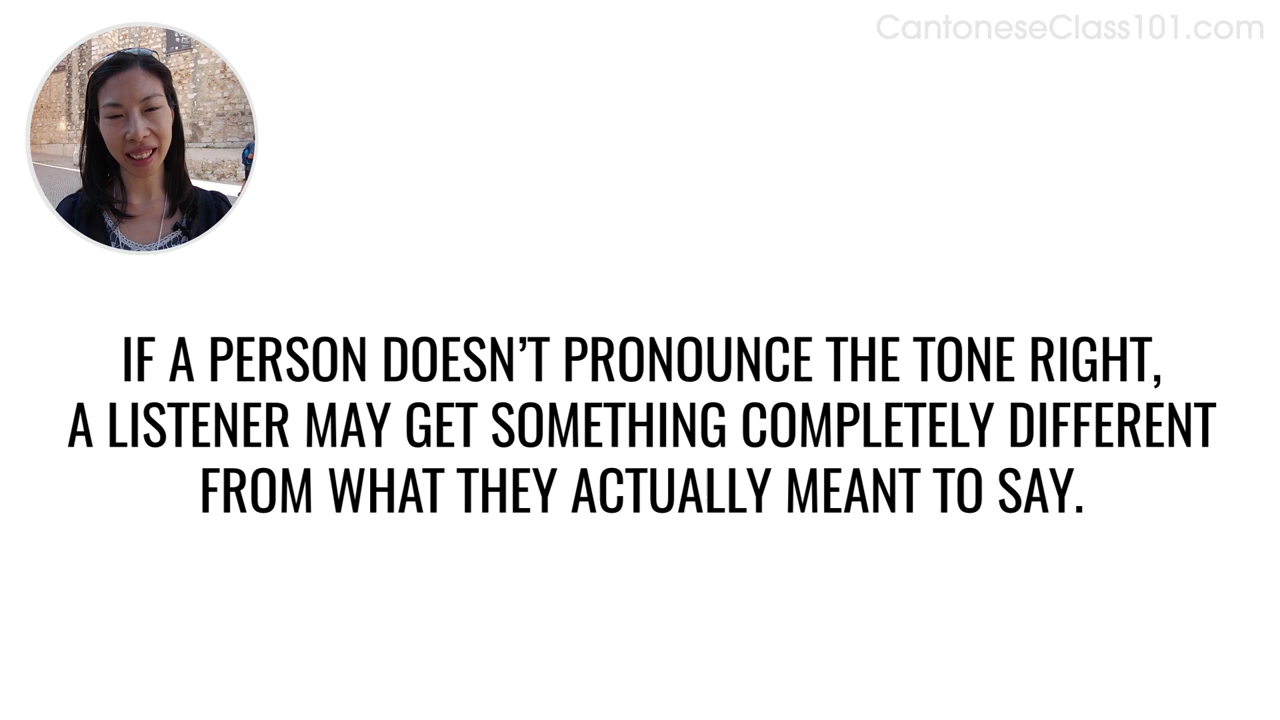 CantoneseClass101.com
IF A PERSON DOESN’T PRONOUNCE THE TONE RIGHT,
A LISTENER MAY GET SOMETHING COMPLETELY DIFFERENT
FROM WHAT THEY ACTUALLY MEANT TO SAY.